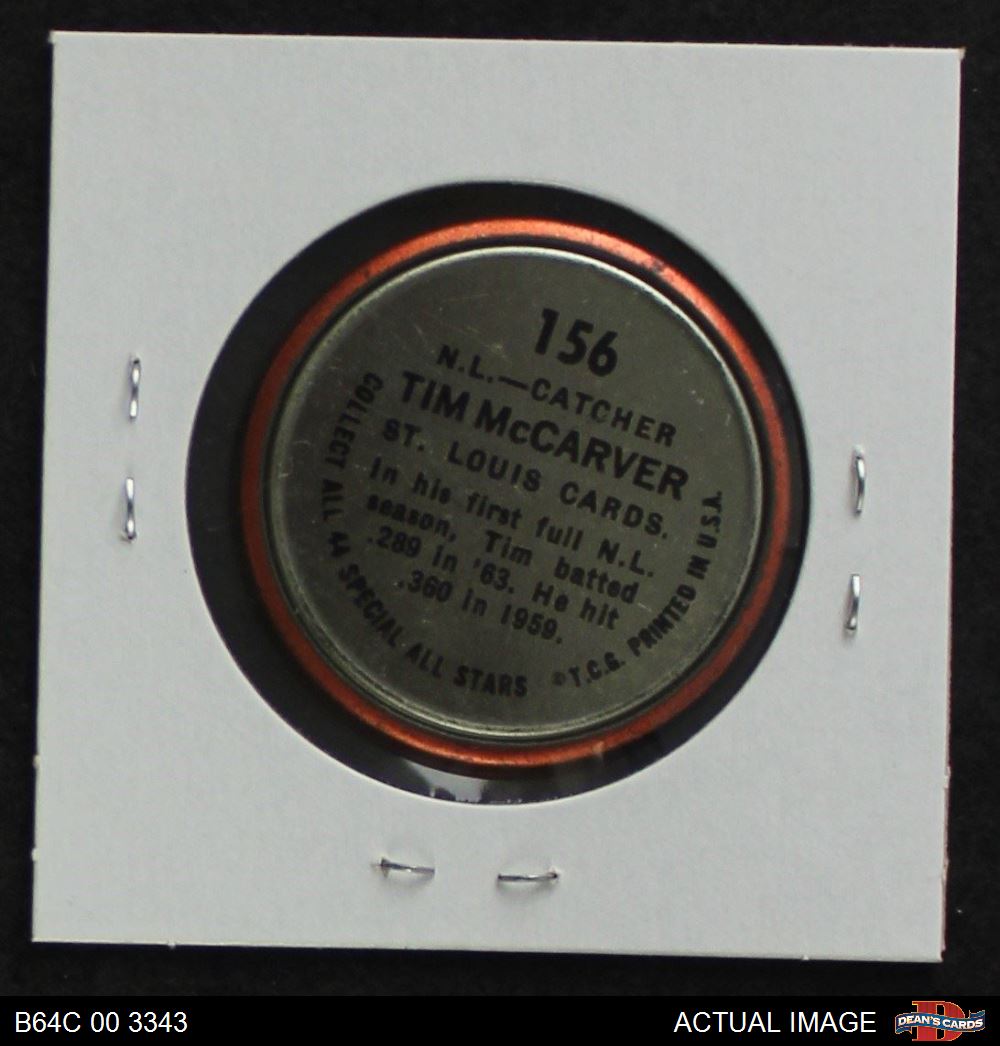 156
N.L.—CATCHER
TIM McCARVER
ST. LOUIS CARDS.
In his first full N.L.
season, Tim batted
.289 in '63. He hit
.360 in 1959.
COLLECT ALL 44 SPECIAL ALL STARS
©T.C.G. PRINTED IN U.S.A.
B64C 00 3343
ACTUAL IMAGE
DEAN'S CARDS